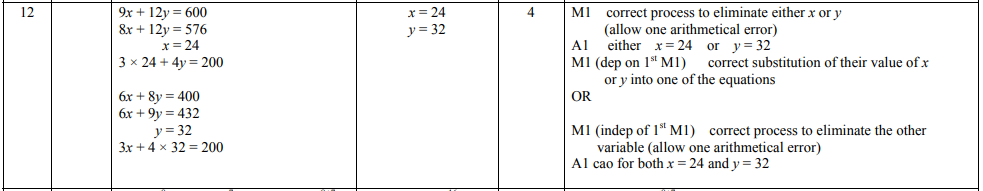 12
9x + 12y = 600
8x + 12y = 576
x = 24
3 × 24 + 4y = 200
6x + 8y = 400
6x + 9y = 432
y = 32
3x + 4 × 32 = 200
x = 24
y = 32
4
M1 correct process to eliminate either x or y
(allow one arithmetical error)
A1 either x = 24 or y = 32
M1 (dep on 1st M1) correct substitution of their value of x
or y into one of the equations
OR
M1 (indep of 1st M1) correct process to eliminate the other
variable (allow one arithmetical error)
A1 cao for both x = 24 and y = 32